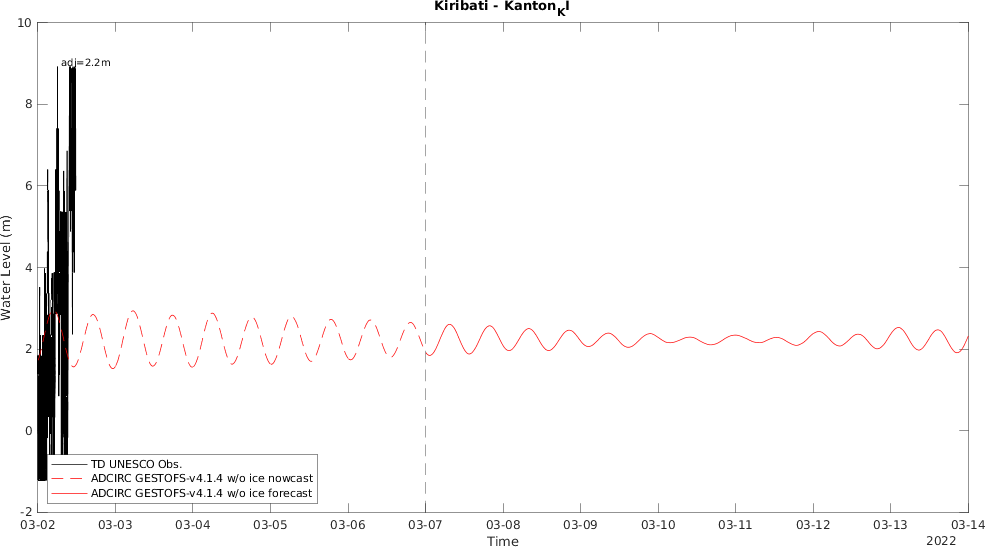 Kiribati - Kanton_KI
adj=2.2m
10
8
6
4
2
0
-2
Water Level (m)
TD UNESCO Obs.
ADCIRC GESTOFS-v4.1.4 w/o ice nowcast
ADCIRC GESTOFS-v4.1.4 w/o ice forecast
03-02 03-03 03-04 03-05 03-06 03-07 03-08 03-09 03-10 03-11 03-12 03-13 03-14
Time
2022